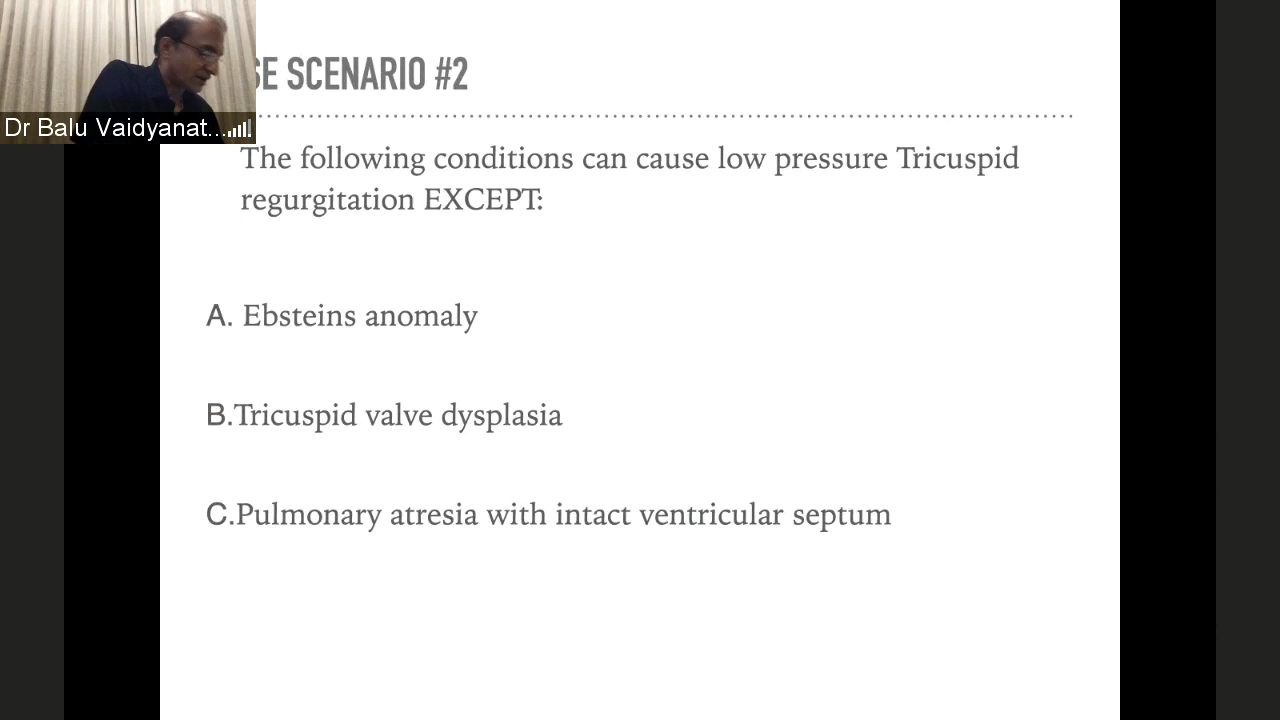 SE SCENARIO #2
Dr Balu Vaidyanat...
The following conditions can cause low pressure Tricuspid
regurgitation EXCEPT:
A. Ebsteins anomaly
B.Tricuspid valve dysplasia
C.Pulmonary atresia with intact ventricular septum